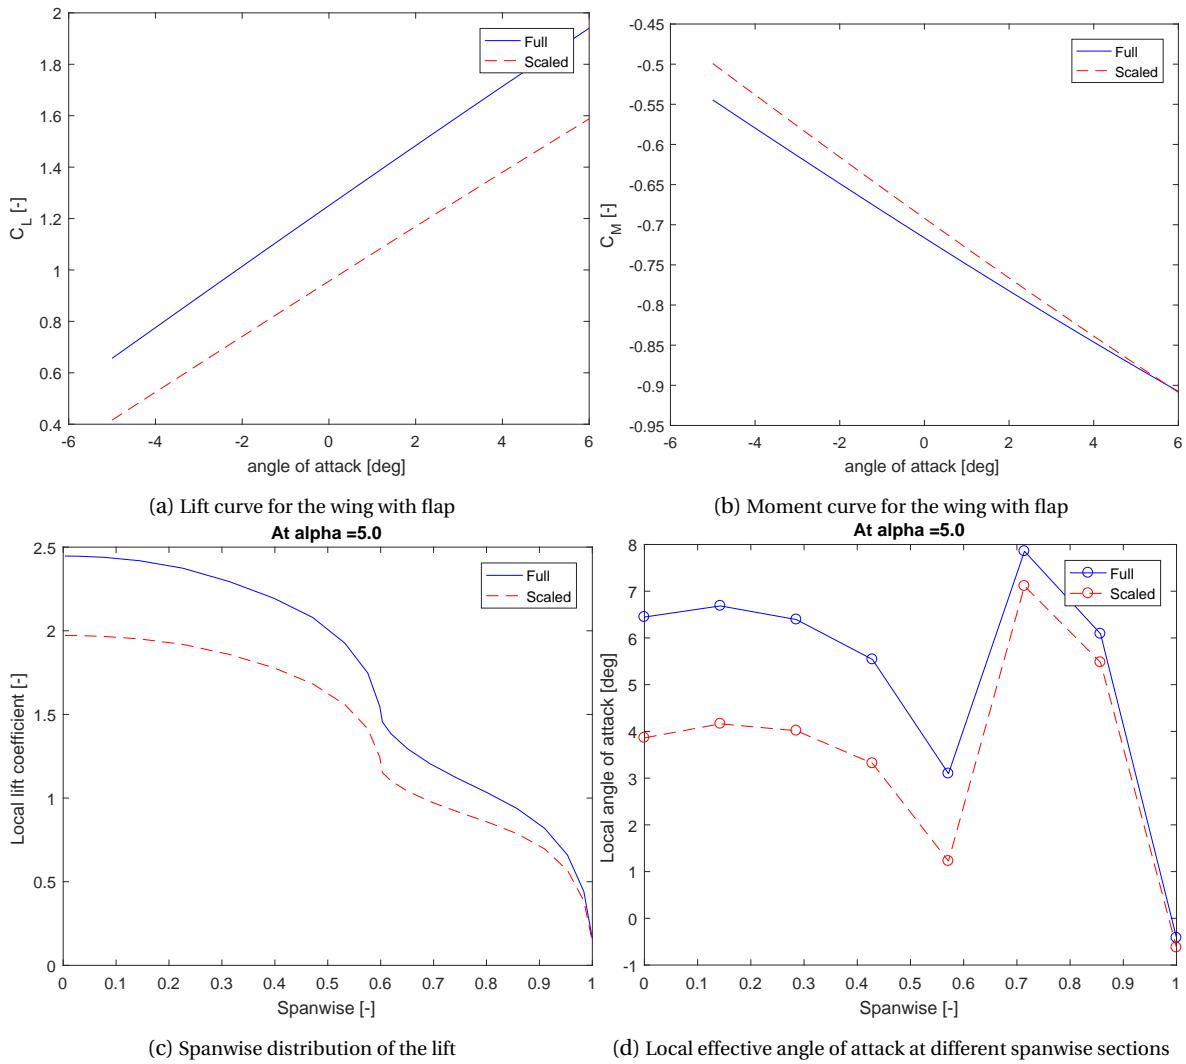 2
1.8
1.6
1.4
1.2
1
0.8
0.6
0.4
-6 -4 -2 0 2 4 6
C_L [-]
angle of attack [deg]
Full
Scaled
(a) Lift curve for the wing with flap
-0.45
-0.5
-0.55
-0.6
-0.65
-0.7
-0.75
-0.8
-0.85
-0.9
-0.95
-6 -4 -2 0 2 4 6
C_M [-]
angle of attack [deg]
Full
Scaled
(b) Moment curve for the wing with flap
At alpha =5.0
2.5
2
1.5
1
0.5
0
0 0.1 0.2 0.3 0.4 0.5 0.6 0.7 0.8 0.9 1
Local lift coefficient [-]
Spanwise [-]
Full
Scaled
(c) Spanwise distribution of the lift
At alpha =5.0
8
7
6
5
4
3
2
1
0
-1
0 0.1 0.2 0.3 0.4 0.5 0.6 0.7 0.8 0.9 1
Local angle of attack [deg]
Spanwise [-]
Full
Scaled
(d) Local effective angle of attack at different spanwise sections